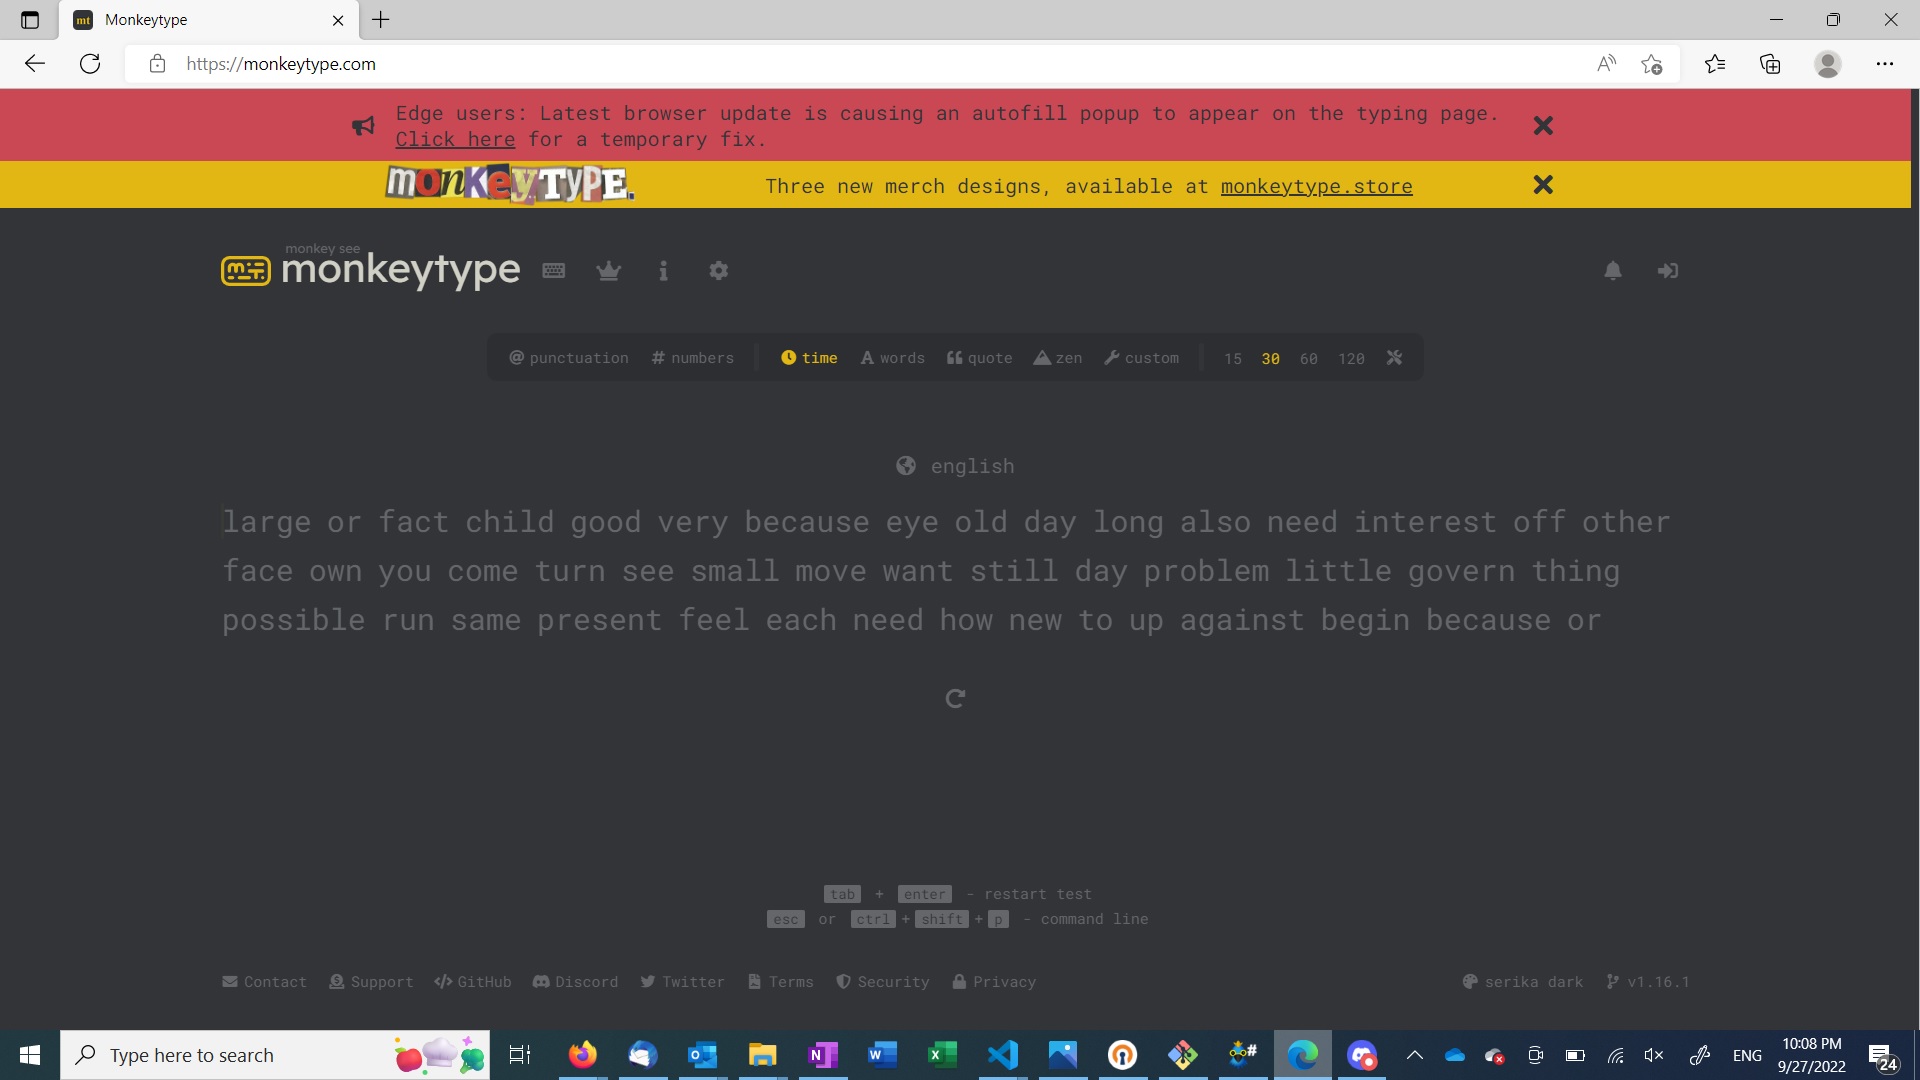 Monkeytype
https://monkeytype.com
Edge users: Latest browser update is causing an autofill popup to appear on the typing page.
Click here for a temporary fix.
monkeytype.
Three new merch designs, available at monkeytype.store
monkey see
monkeytype
@ punctuation # numbers time A words quote zen custom 15 30 60 120
english
large or fact child good very because eye old day long also need interest off other
face own you come turn see small move want still day problem little govern thing
possible run same present feel each need how new to up against begin because or
tab + enter - restart test
esc or ctrl + shift + p - command line
Contact Support GitHub Discord Twitter Terms Security Privacy serika dark v1.16.1
Type here to search
ENG
10:08 PM
9/27/2022
24